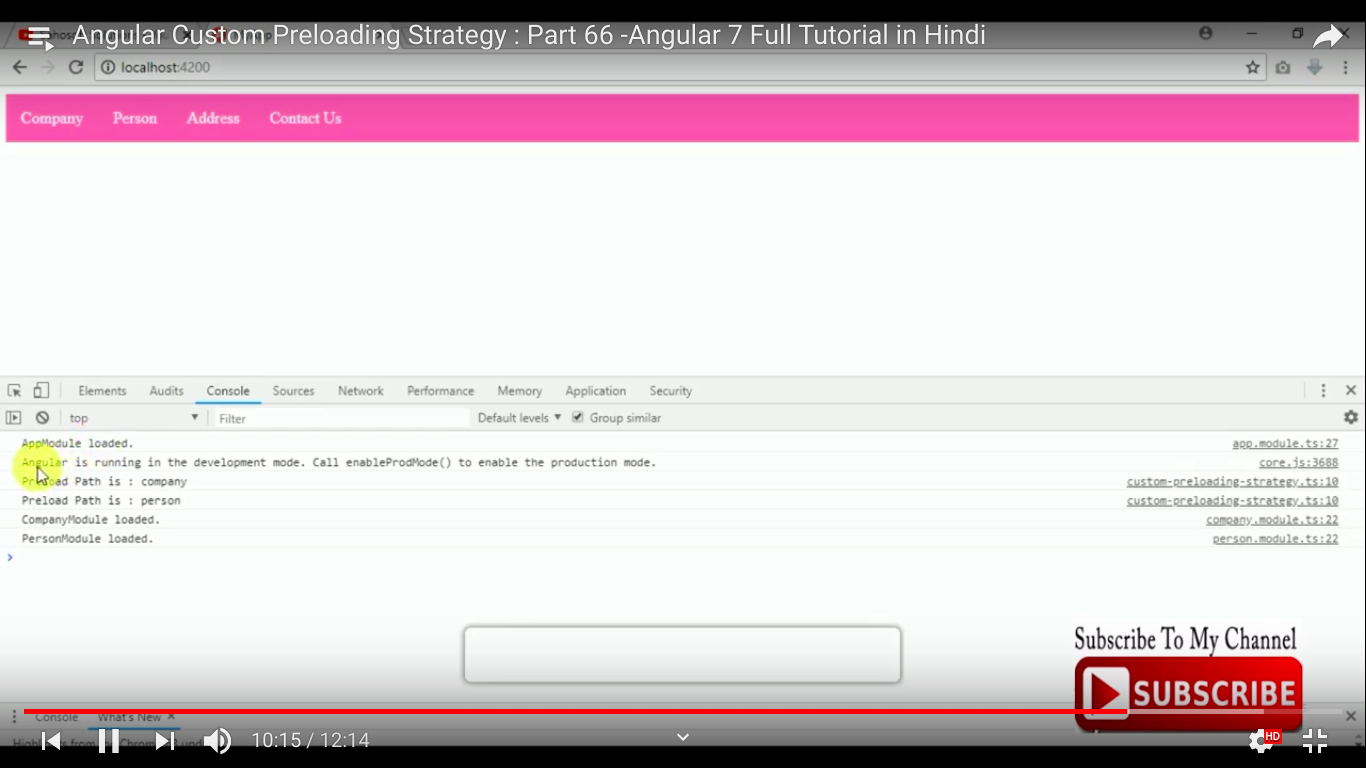 Angular Custom Preloading Strategy : Part 66 -Angular 7 Full Tutorial in Hindi
localhost:4200
Company Person Address Contact Us
Elements Audits Console Sources Network Performance Memory Application Security
top Filter Default levels Group similar
AppModule loaded. app.module.ts:27
Angular is running in the development mode. Call enableProdMode() to enable the production mode. core.js:3688
Preload Path is : company custom-preloading-strategy.ts:10
Preload Path is : person custom-preloading-strategy.ts:10
CompanyModule loaded. company.module.ts:22
PersonModule loaded. person.module.ts:22
Subscribe To My Channel
SUBSCRIBE
Console What's New
10:15 / 12:14 HD